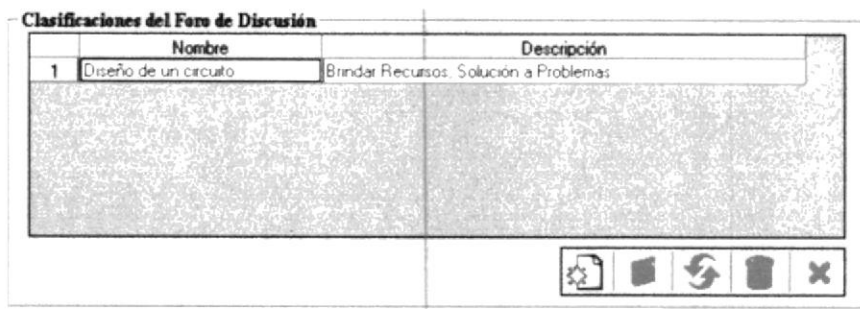 Clasificaciones del Foro de Discusión
Nombre Descripción
1 Diseño de un circuito Brindar Recursos, Solución a Problemas